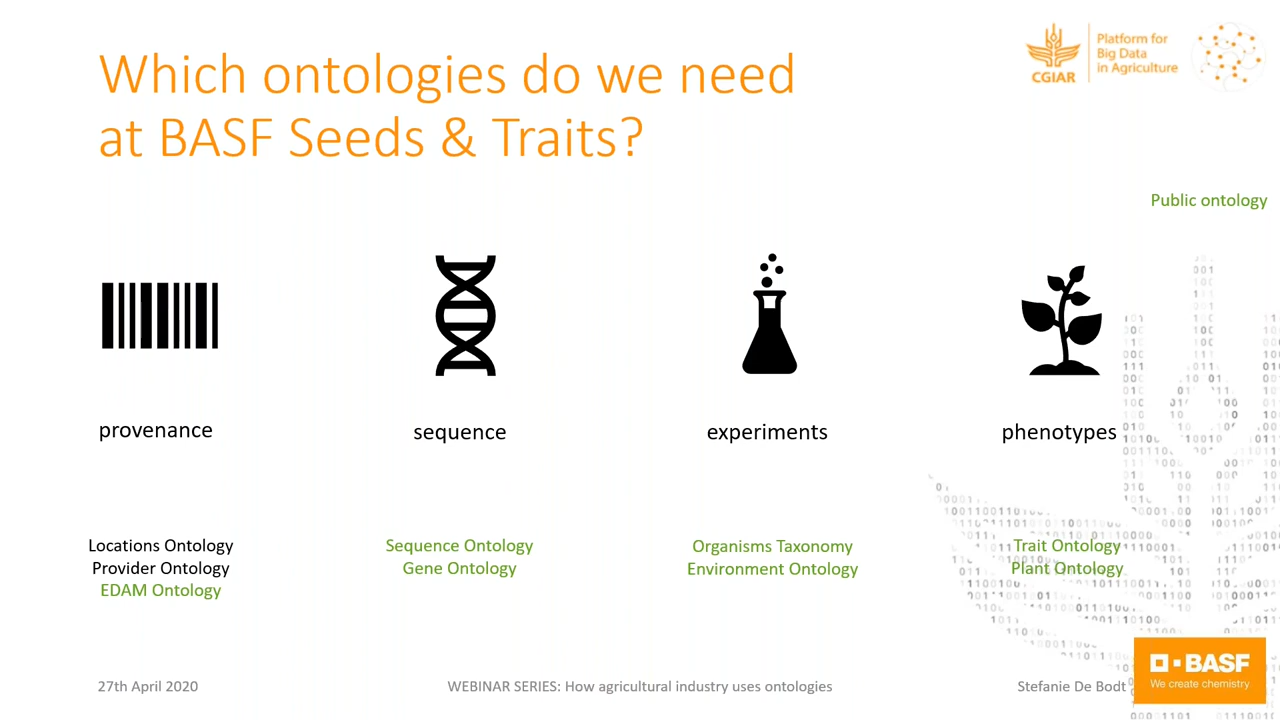 Which ontologies do we need
at BASF Seeds & Traits?
CGIAR
Platform for
Big Data
in Agriculture
Public ontology
provenance
sequence
experiments
phenotypes
Locations Ontology
Provider Ontology
EDAM Ontology
Sequence Ontology
Gene Ontology
Organisms Taxonomy
Environment Ontology
Trait Ontology
Plant Ontology
27th April 2020
WEBINAR SERIES: How agricultural industry uses ontologies
Stefanie De Bodt
BASF
We create chemistry